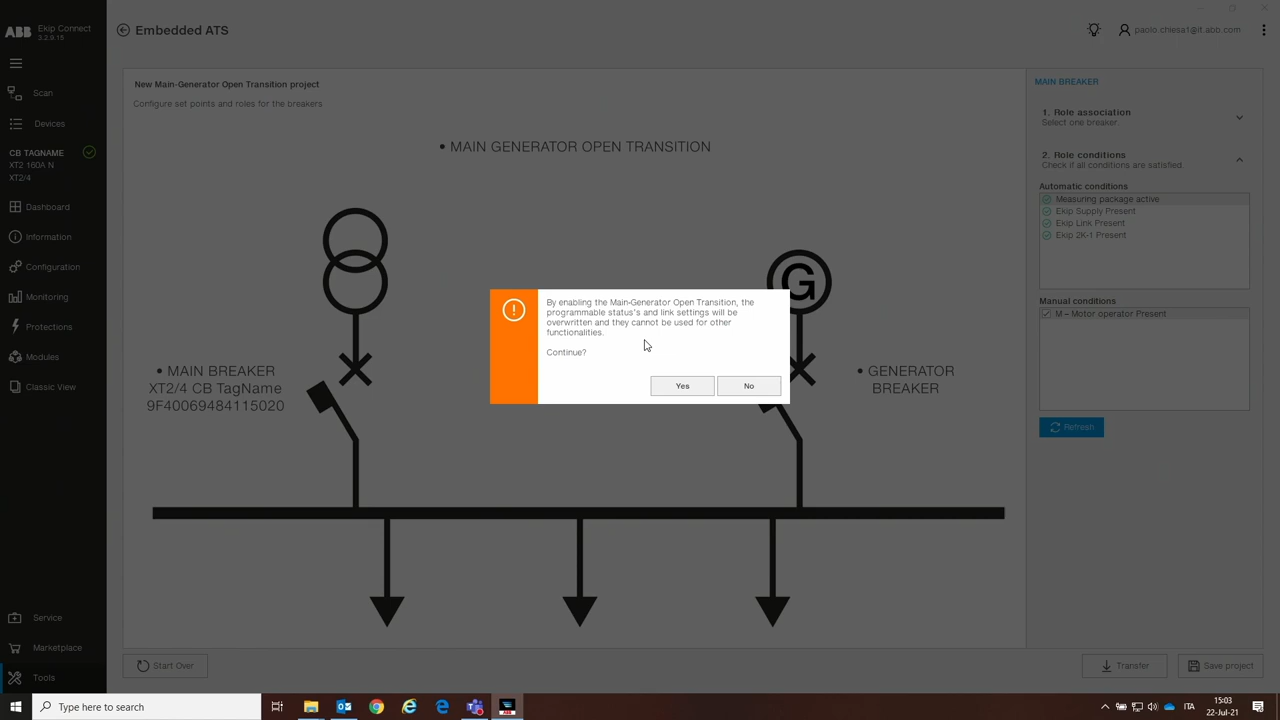 ABB
Ekip Connect
3.2.9.15
Embedded ATS
paolo.chiesa1@it.abb.com
Scan
Devices
CB TAGNAME
XT2 160A N
XT2/4
Dashboard
Information
Configuration
Monitoring
Protections
Modules
Classic View
Service
Marketplace
Tools
New Main-Generator Open Transition project
Configure set points and roles for the breakers
• MAIN GENERATOR OPEN TRANSITION
G
• MAIN BREAKER
XT2/4 CB TagName
9F40069484115020
• GENERATOR
BREAKER
By enabling the Main-Generator Open Transition, the
programmable status's and link settings will be
overwritten and they cannot be used for other
functionalities.
Continue?
Yes
No
MAIN BREAKER
1. Role association
Select one breaker.
2. Role conditions
Check if all conditions are satisfied.
Automatic conditions
Measuring package active
Ekip Supply Present
Ekip Link Present
Ekip 2K-1 Present
Manual conditions
M – Motor operator Present
Refresh
Start Over
Transfer
Save project
Type here to search
ITA
15:03
22-Jul-21